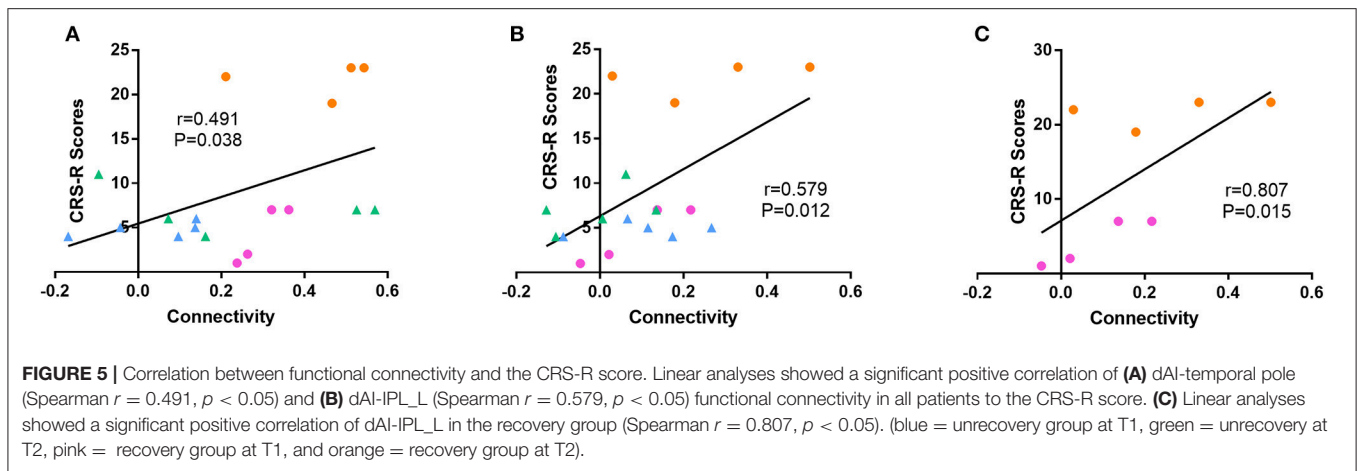 A
25
20
15
10
5
CRS-R Scores
r=0.491
P=0.038
-0.2
0.0
0.2
0.4
0.6
Connectivity
B
25
20
15
10
5
CRS-R Scores
r=0.579
P=0.012
-0.2
0.0
0.2
0.4
0.6
Connectivity
C
30
20
10
CRS-R Scores
r=0.807
P=0.015
-0.2
0.0
0.2
0.4
0.6
Connectivity
FIGURE 5 | Correlation between functional connectivity and the CRS-R score. Linear analyses showed a significant positive correlation of (A) dAI-temporal pole
(Spearman r = 0.491, p < 0.05) and (B) dAI-IPL_L (Spearman r = 0.579, p < 0.05) functional connectivity in all patients to the CRS-R score. (C) Linear analyses
showed a significant positive correlation of dAI-IPL_L in the recovery group (Spearman r = 0.807, p < 0.05). (blue = unrecovery group at T1, green = unrecovery at
T2, pink = recovery group at T1, and orange = recovery group at T2).